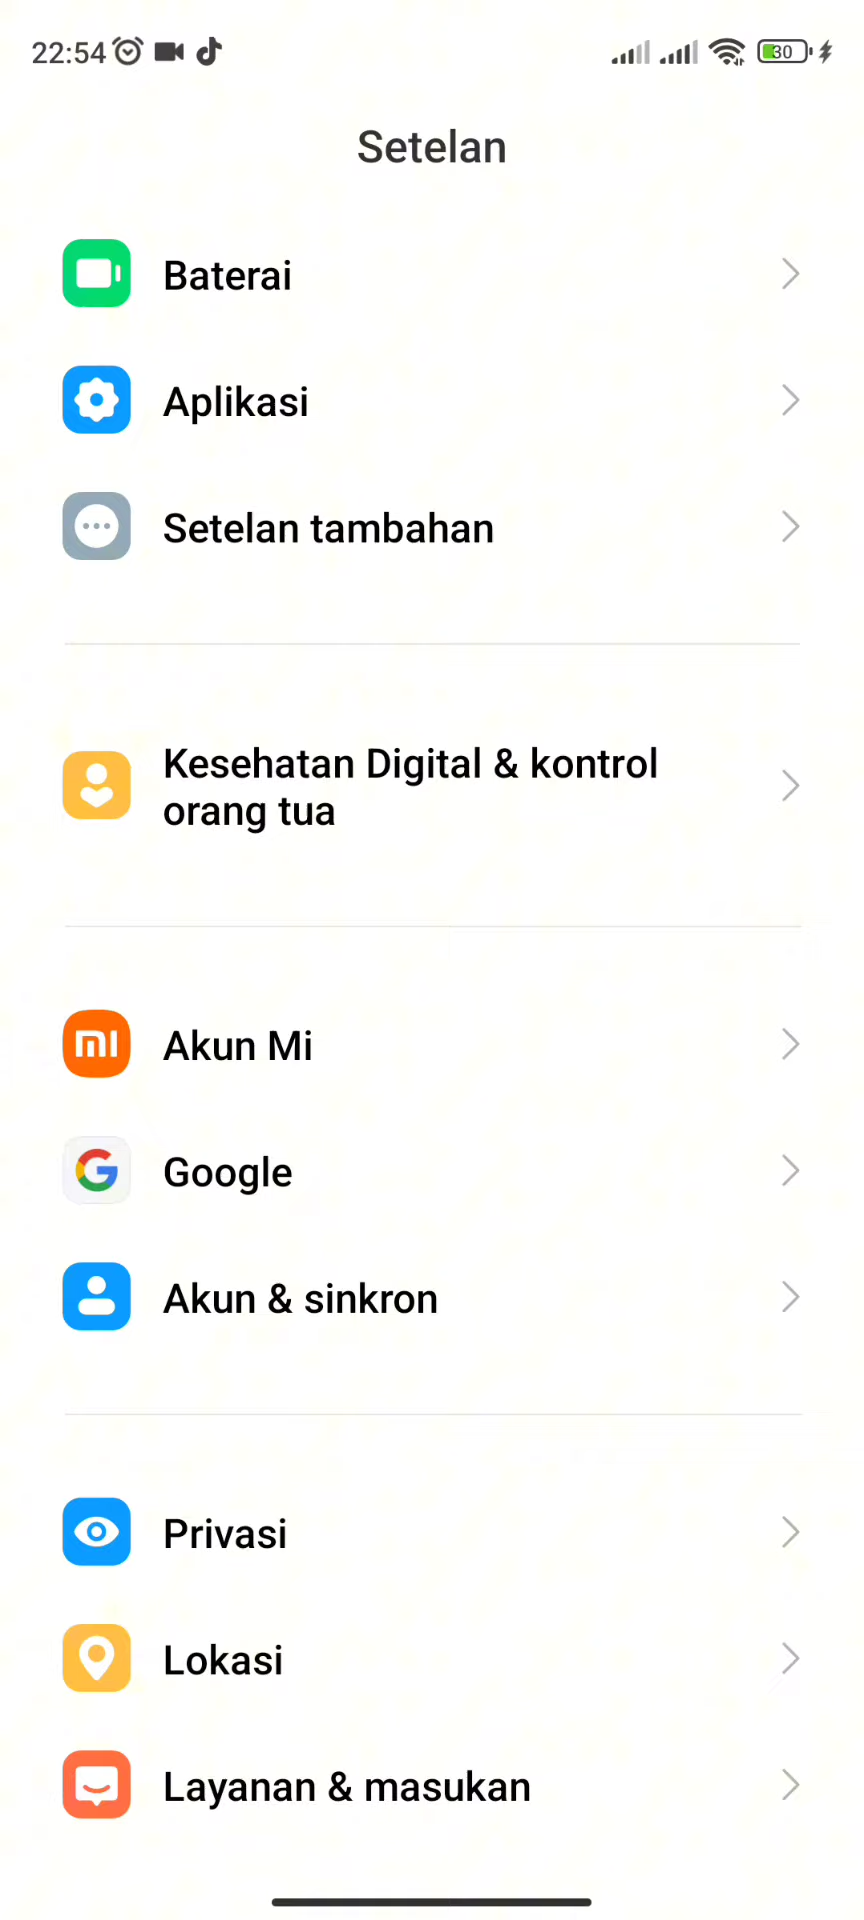 22:54
30
Setelan
Baterai
Aplikasi
Setelan tambahan
Kesehatan Digital & kontrol
orang tua
Akun Mi
Google
Akun & sinkron
Privasi
Lokasi
Layanan & masukan